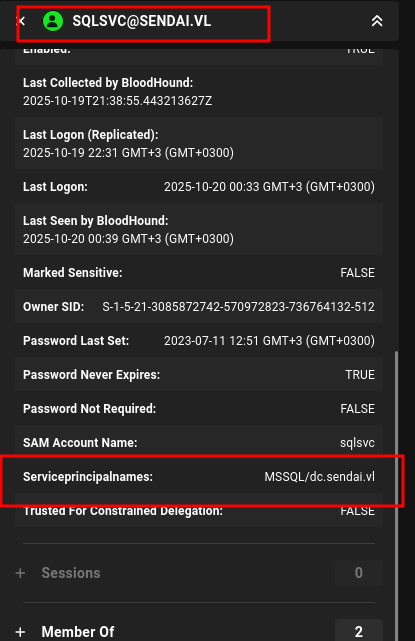 SQLSVC@SENDAI.VL
Enabled: TRUE
Last Collected by BloodHound:
2025-10-19T21:38:55.443213627Z
Last Logon (Replicated):
2025-10-19 22:31 GMT+3 (GMT+0300)
Last Logon: 2025-10-20 00:33 GMT+3 (GMT+0300)
Last Seen by BloodHound:
2025-10-20 00:39 GMT+3 (GMT+0300)
Marked Sensitive: FALSE
Owner SID: S-1-5-21-3085872742-570972823-736764132-512
Password Last Set: 2023-07-11 12:51 GMT+3 (GMT+0300)
Password Never Expires: TRUE
Password Not Required: FALSE
SAM Account Name: sqlsvc
Serviceprincipalnames: MSSQL/dc.sendai.vl
Trusted For Constrained Delegation: FALSE
+ Sessions 0
+ Member Of 2